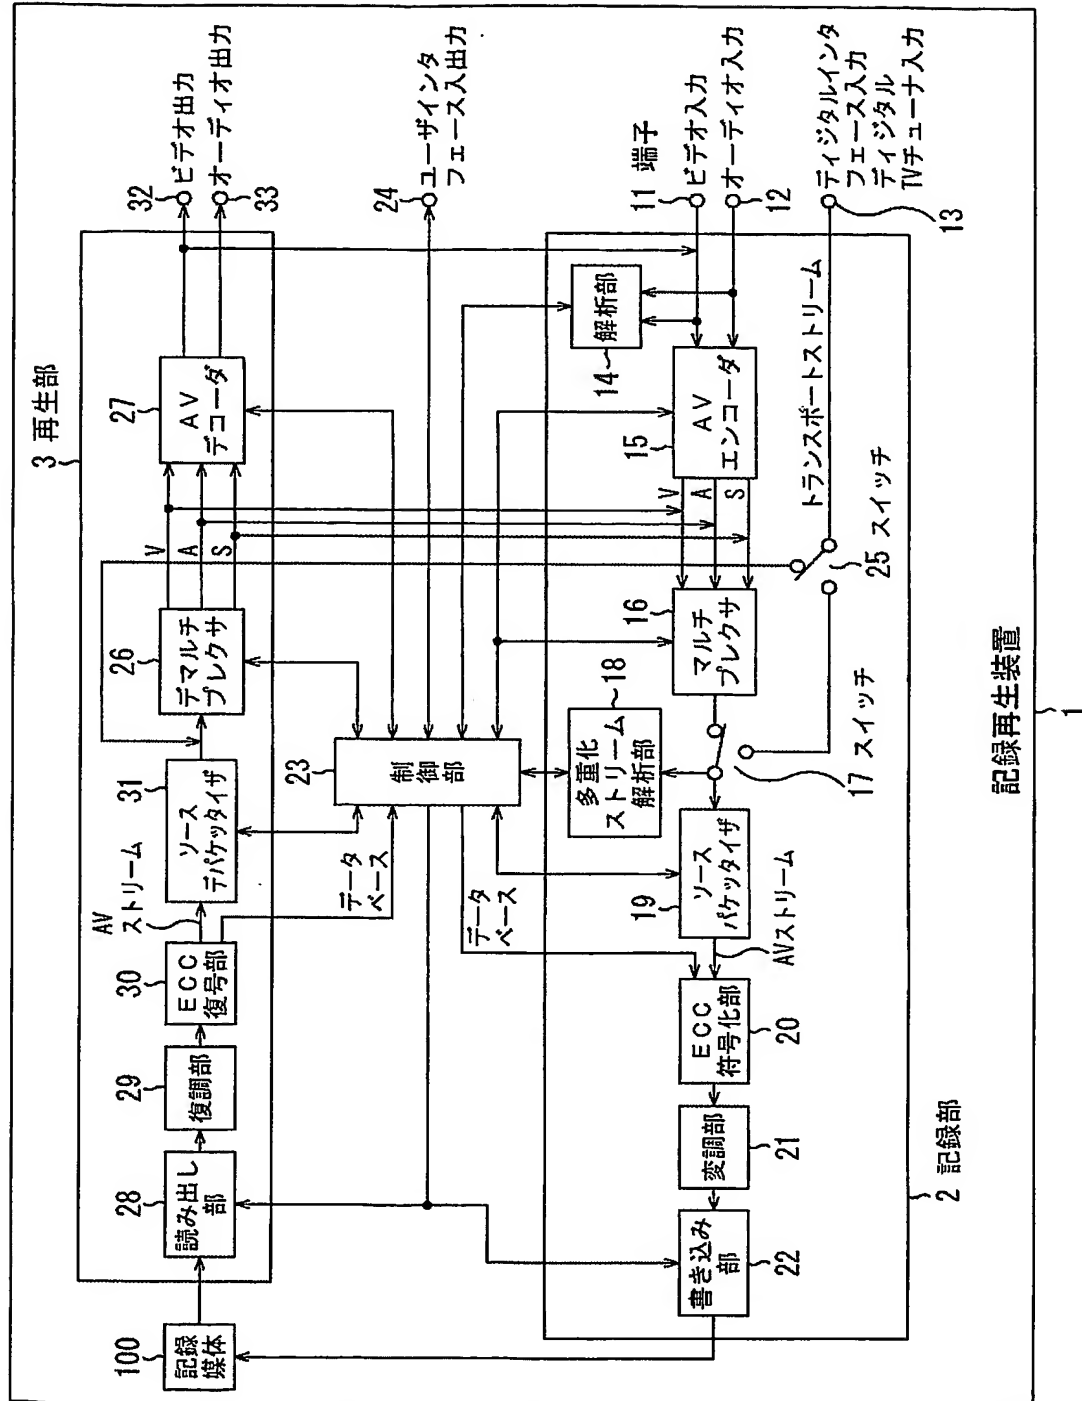 3 再生部
32
ビデオ出力
オーディオ出力
33
27
AV
デコーダ
V
A
S
26
デマルチ
プレクサ
31
ソース
デパケッタイザ
AV
ストリーム
30
ECC
復号部
29
復調部
28
読み出し
部
100
記録
媒体
データ
ベース
24
ユーザインタ
フェース入出力
23
制御部
データ
ベース
11 端子
ビデオ入力
オーディオ入力
12
13
ディジタルインタ
フェース入力
ディジタル
TVチューナ入力
解析部
14
15
AV
エンコーダ
トランスポートストリーム
V
A
S
16
マルチ
プレクサ
25 スイッチ
18
多重化
ストリーム
解析部
17 スイッチ
19
ソース
パケッタイザ
AVストリーム
ECC
符号化部
20
変調部
21
書き込み
部
22
2 記録部
記録再生装置
1